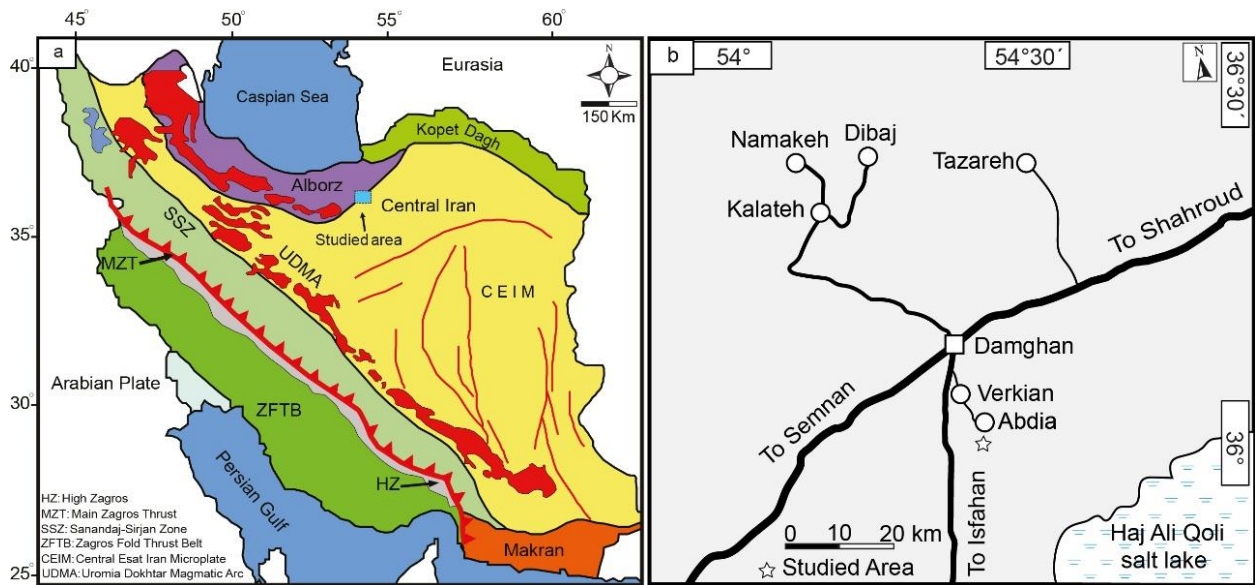 45° 50° 55° 60°
a
N
150 Km
40°
35°
30°
25°
Eurasia
Caspian Sea
Kopet Dagh
Alborz
Central Iran
Studied area
SSZ
MZT
UDMA
CEIM
Arabian Plate
ZFTB
Persian Gulf
HZ
Makran
HZ: High Zagros
MZT: Main Zagros Thrust
SSZ: Sanandaj-Sirjan Zone
ZFTB: Zagros Fold Thrust Belt
CEIM: Central Esat Iran Microplate
UDMA: Uromia Dokhtar Magmatic Arc
b
54°
54°30´
N
36°30´
Namakeh
Dibaj
Tazareh
Kalateh
To Shahroud
Damghan
Verkian
Abdia
To Semnan
36°
To Isfahan
0 10 20 km
Studied Area
Haj Ali Qoli
salt lake